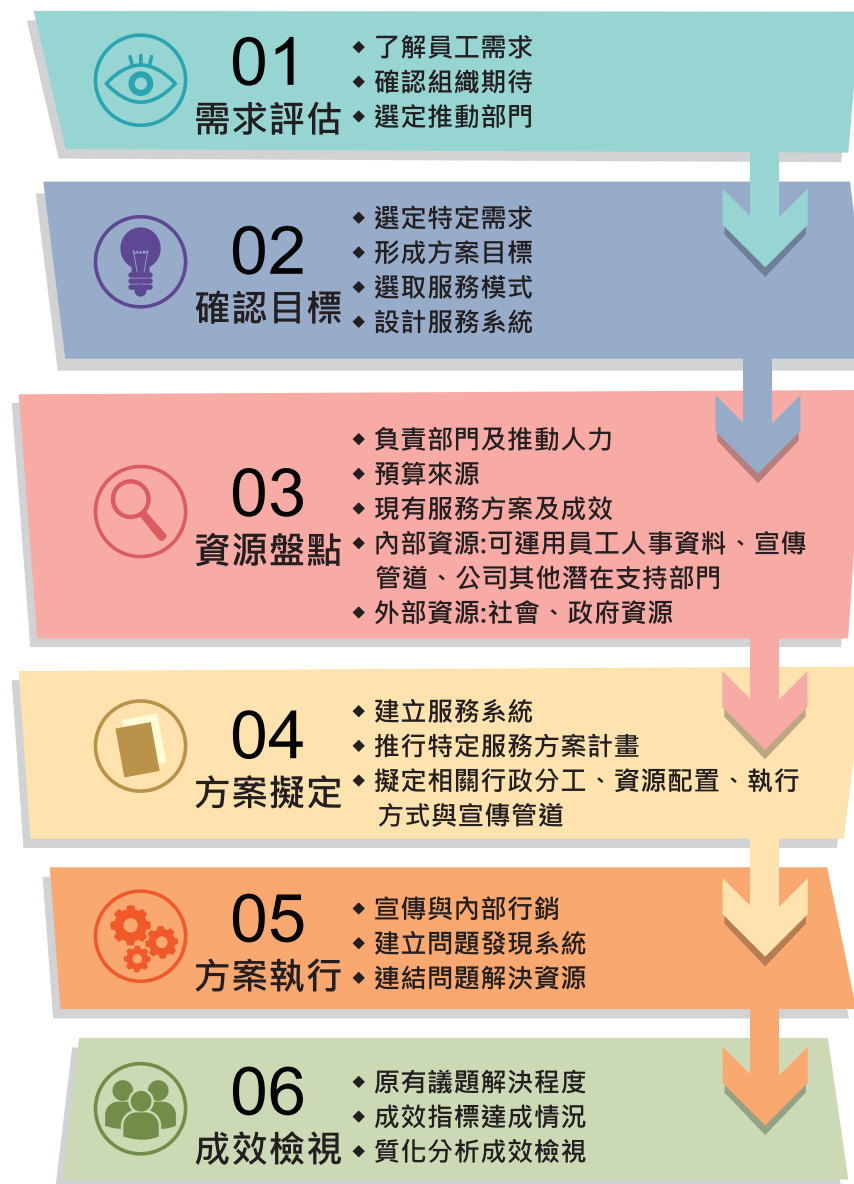 01
需求評估
◆ 了解員工需求
◆ 確認組織期待
◆ 選定推動部門
02
確認目標
◆ 選定特定需求
◆ 形成方案目標
◆ 選取服務模式
◆ 設計服務系統
03
資源盤點
◆ 負責部門及推動人力
◆ 預算來源
◆ 現有服務方案及成效
◆ 內部資源:可運用員工人事資料、宣傳
管道、公司其他潛在支持部門
◆ 外部資源:社會、政府資源
04
方案擬定
◆ 建立服務系統
◆ 推行特定服務方案計畫
◆ 擬定相關行政分工、資源配置、執行
方式與宣傳管道
05
方案執行
◆ 宣傳與內部行銷
◆ 建立問題發現系統
◆ 連結問題解決資源
06
成效檢視
◆ 原有議題解決程度
◆ 成效指標達成情況
◆ 質化分析成效檢視